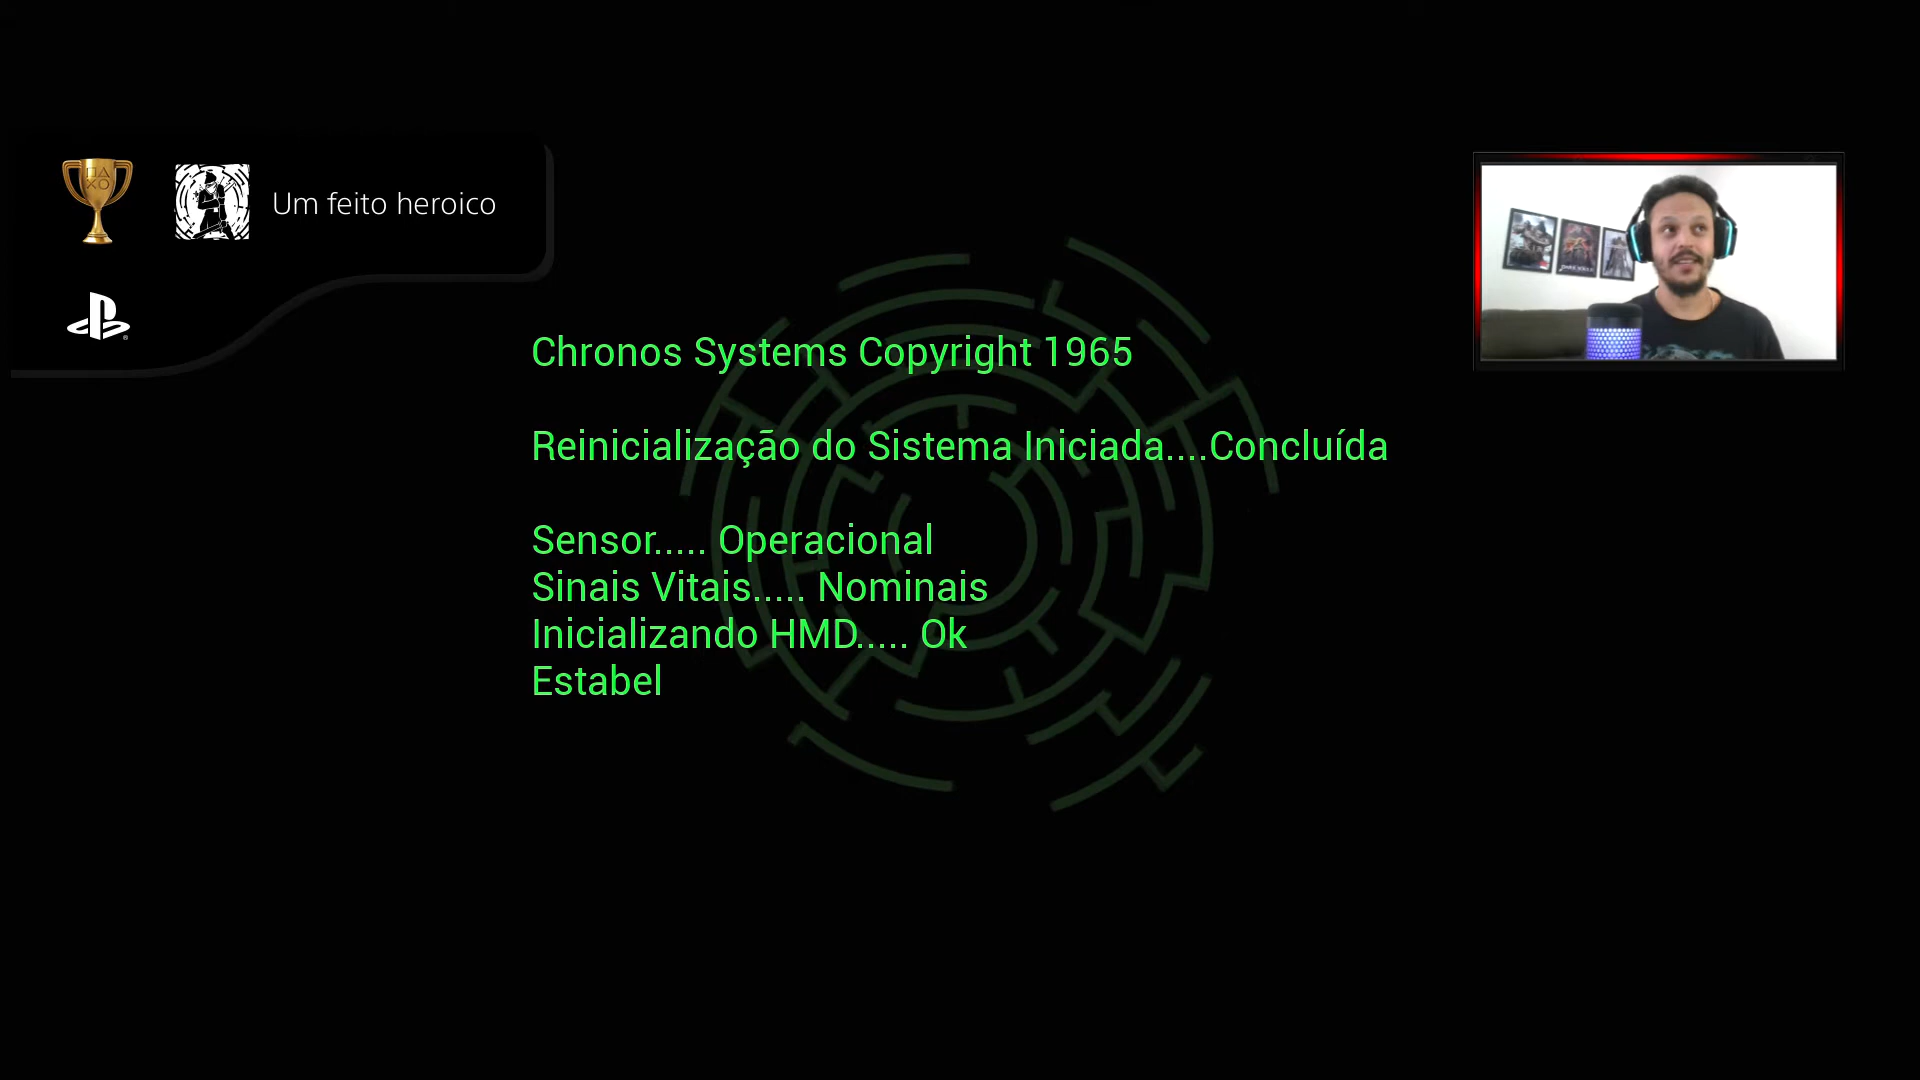 Um feito heroico
Chronos Systems Copyright 1965
Reinicialização do Sistema Iniciada....Concluída
Sensor..... Operacional
Sinais Vitais..... Nominais
Inicializando HMD..... Ok
Estabel